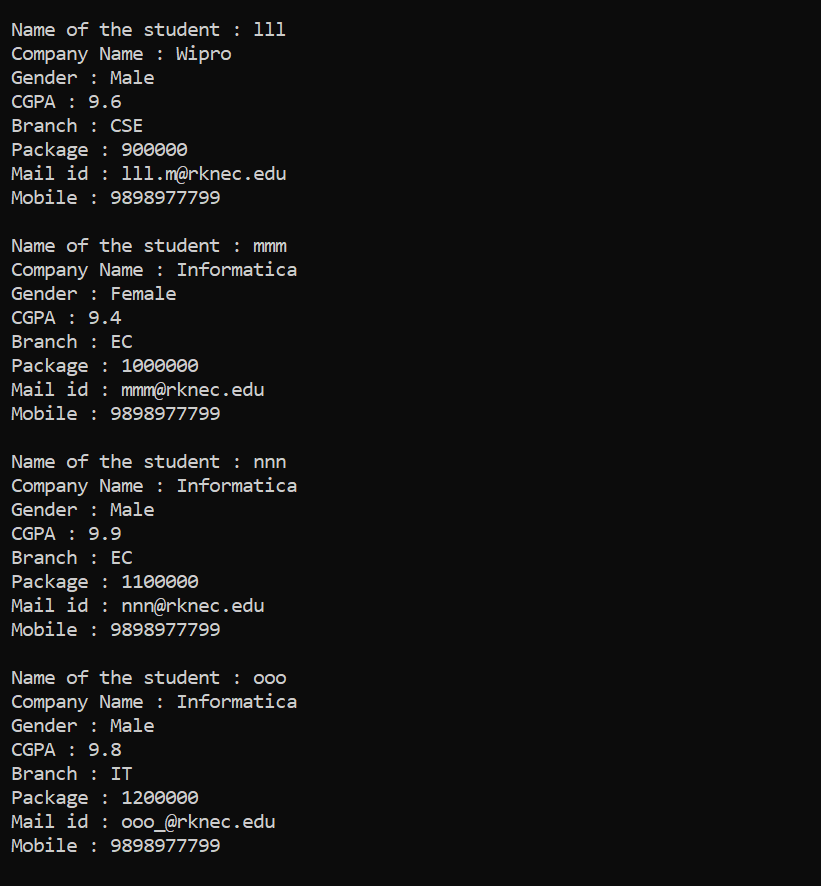 Name of the student : lll
Company Name : Wipro
Gender : Male
CGPA : 9.6
Branch : CSE
Package : 900000
Mail id : lll.m@rknec.edu
Mobile : 9898977799
Name of the student : mmm
Company Name : Informatica
Gender : Female
CGPA : 9.4
Branch : EC
Package : 1000000
Mail id : mmm@rknec.edu
Mobile : 9898977799
Name of the student : nnn
Company Name : Informatica
Gender : Male
CGPA : 9.9
Branch : EC
Package : 1100000
Mail id : nnn@rknec.edu
Mobile : 9898977799
Name of the student : ooo
Company Name : Informatica
Gender : Male
CGPA : 9.8
Branch : IT
Package : 1200000
Mail id : ooo_@rknec.edu
Mobile : 9898977799